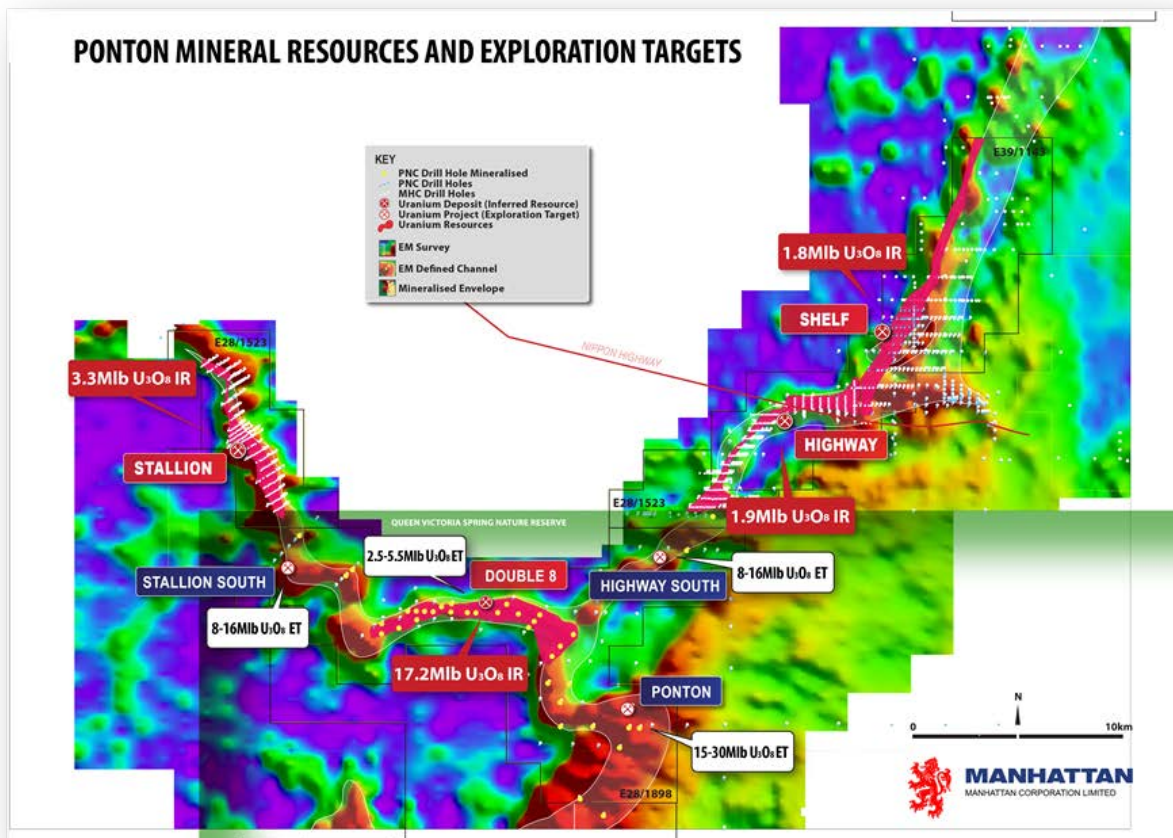 PONTON MINERAL RESOURCES AND EXPLORATION TARGETS
KEY
PNC Drill Hole Mineralised
PNC Drill Holes
MHC Drill Holes
Uranium Deposit (Inferred Resource)
Uranium Project (Exploration Target)
Uranium Resources
EM Survey
EM Defined Channel
Mineralised Envelope
E39/1143
1.8Mlb U₃O₈ IR
SHELF
NIPPON HIGHWAY
E28/1523
3.3Mlb U₃O₈ IR
HIGHWAY
STALLION
E28/1523
1.9Mlb U₃O₈ IR
QUEEN VICTORIA SPRING NATURE RESERVE
2.5-5.5Mlb U₃O₈ ET
STALLION SOUTH
DOUBLE 8
HIGHWAY SOUTH
8-16Mlb U₃O₈ ET
8-16Mlb U₃O₈ ET
17.2Mlb U₃O₈ IR
PONTON
15-30Mlb U₃O₈ ET
E28/1898
N
0 10km
MANHATTAN
MANHATTAN CORPORATION LIMITED